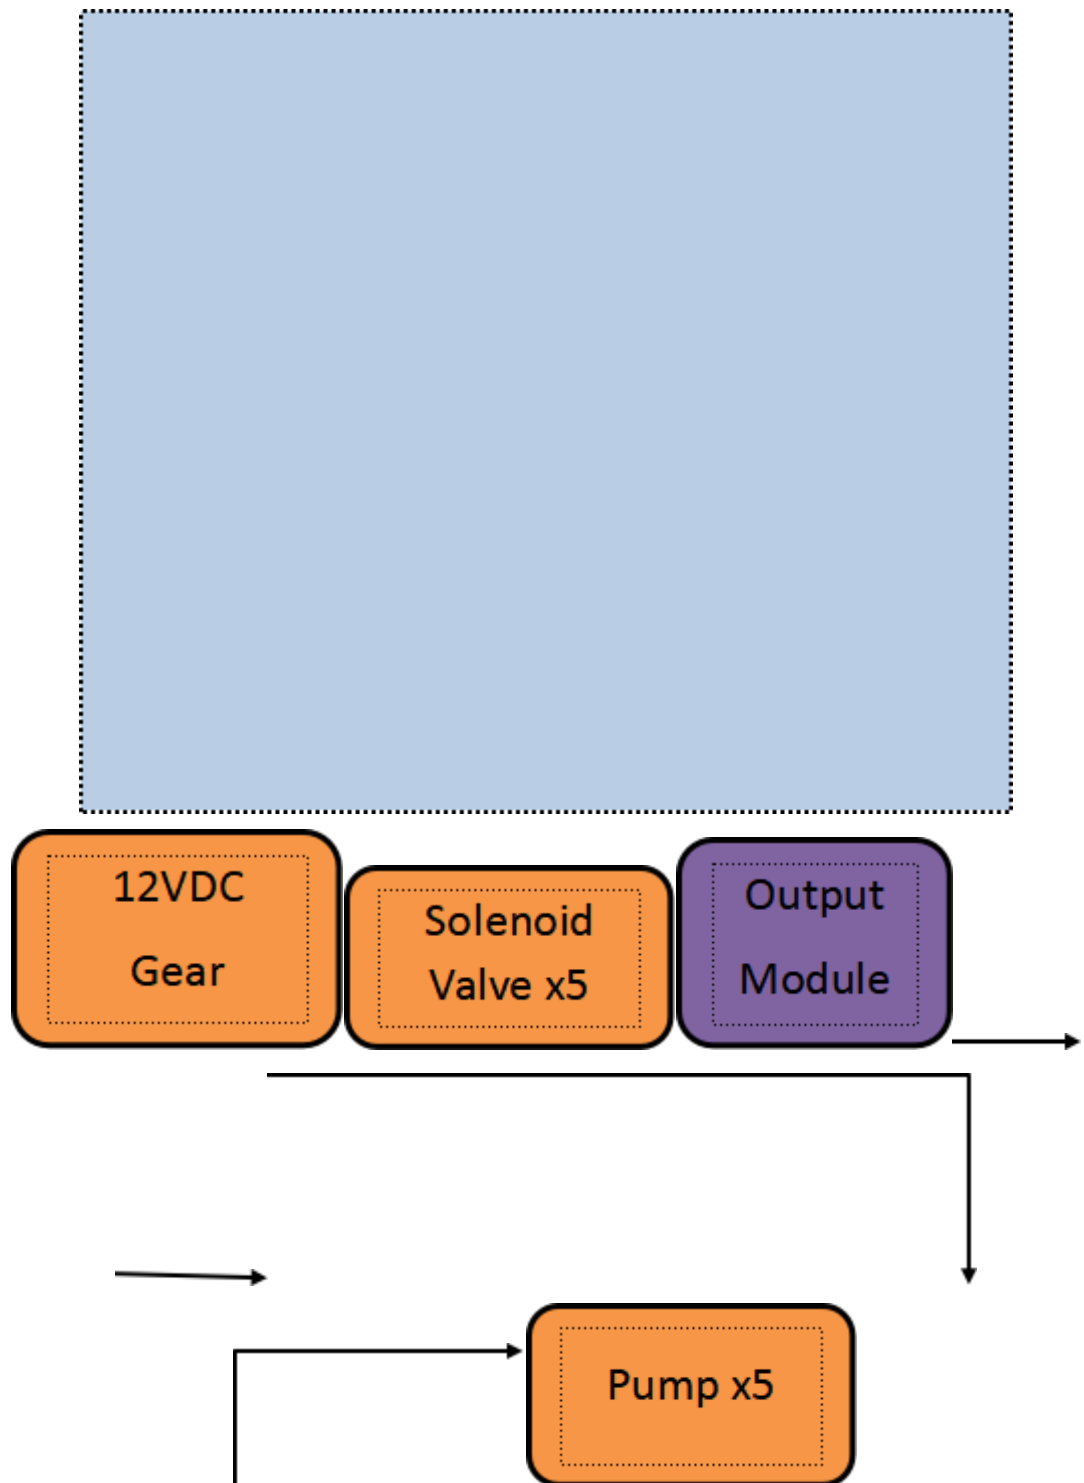 12VDC
Gear
Solenoid
Valve x5
Output
Module
Pump x5